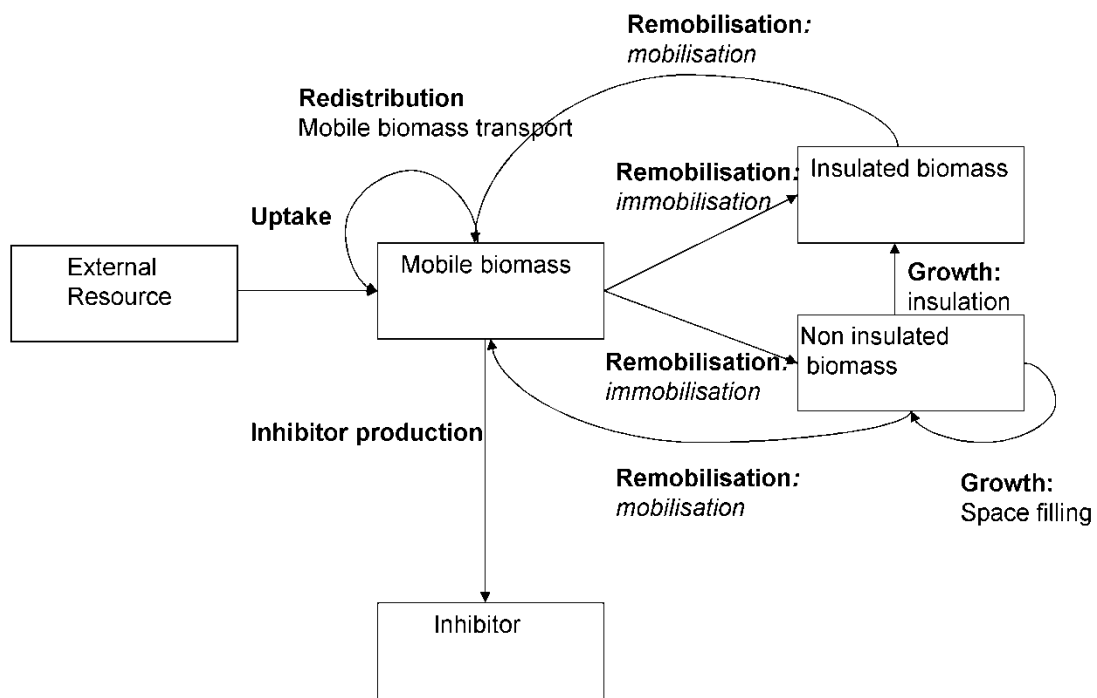 Remobilisation:
mobilisation
Redistribution
Mobile biomass transport
Remobilisation:
immobilisation
Insulated biomass
Uptake
External
Resource
Mobile biomass
Growth:
insulation
Non insulated
biomass
Remobilisation:
immobilisation
Inhibitor production
Remobilisation:
mobilisation
Growth:
Space filling
Inhibitor